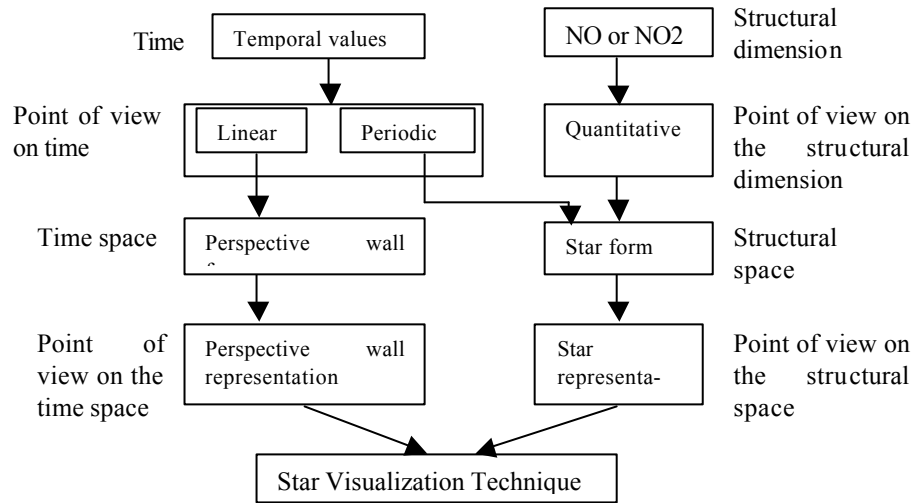 Time
Temporal values
NO or NO2
Structural
dimension
Point of view
on time
Linear
Periodic
Quantitative
Point of view on
the structural
dimension
Time space
Perspective wall
Star form
Structural
space
Point of
view on the
time space
Perspective wall
representation
Star
representa-
Point of view on
the structural
space
Star Visualization Technique